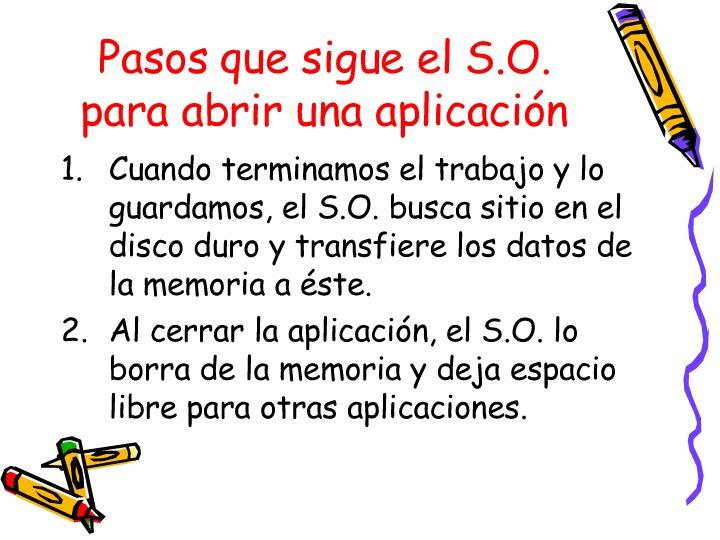 Pasos que sigue el S.O.
para abrir una aplicación
1. Cuando terminamos el trabajo y lo
guardamos, el S.O. busca sitio en el
disco duro y transfiere los datos de
la memoria a éste.
2. Al cerrar la aplicación, el S.O. lo
borra de la memoria y deja espacio
libre para otras aplicaciones.